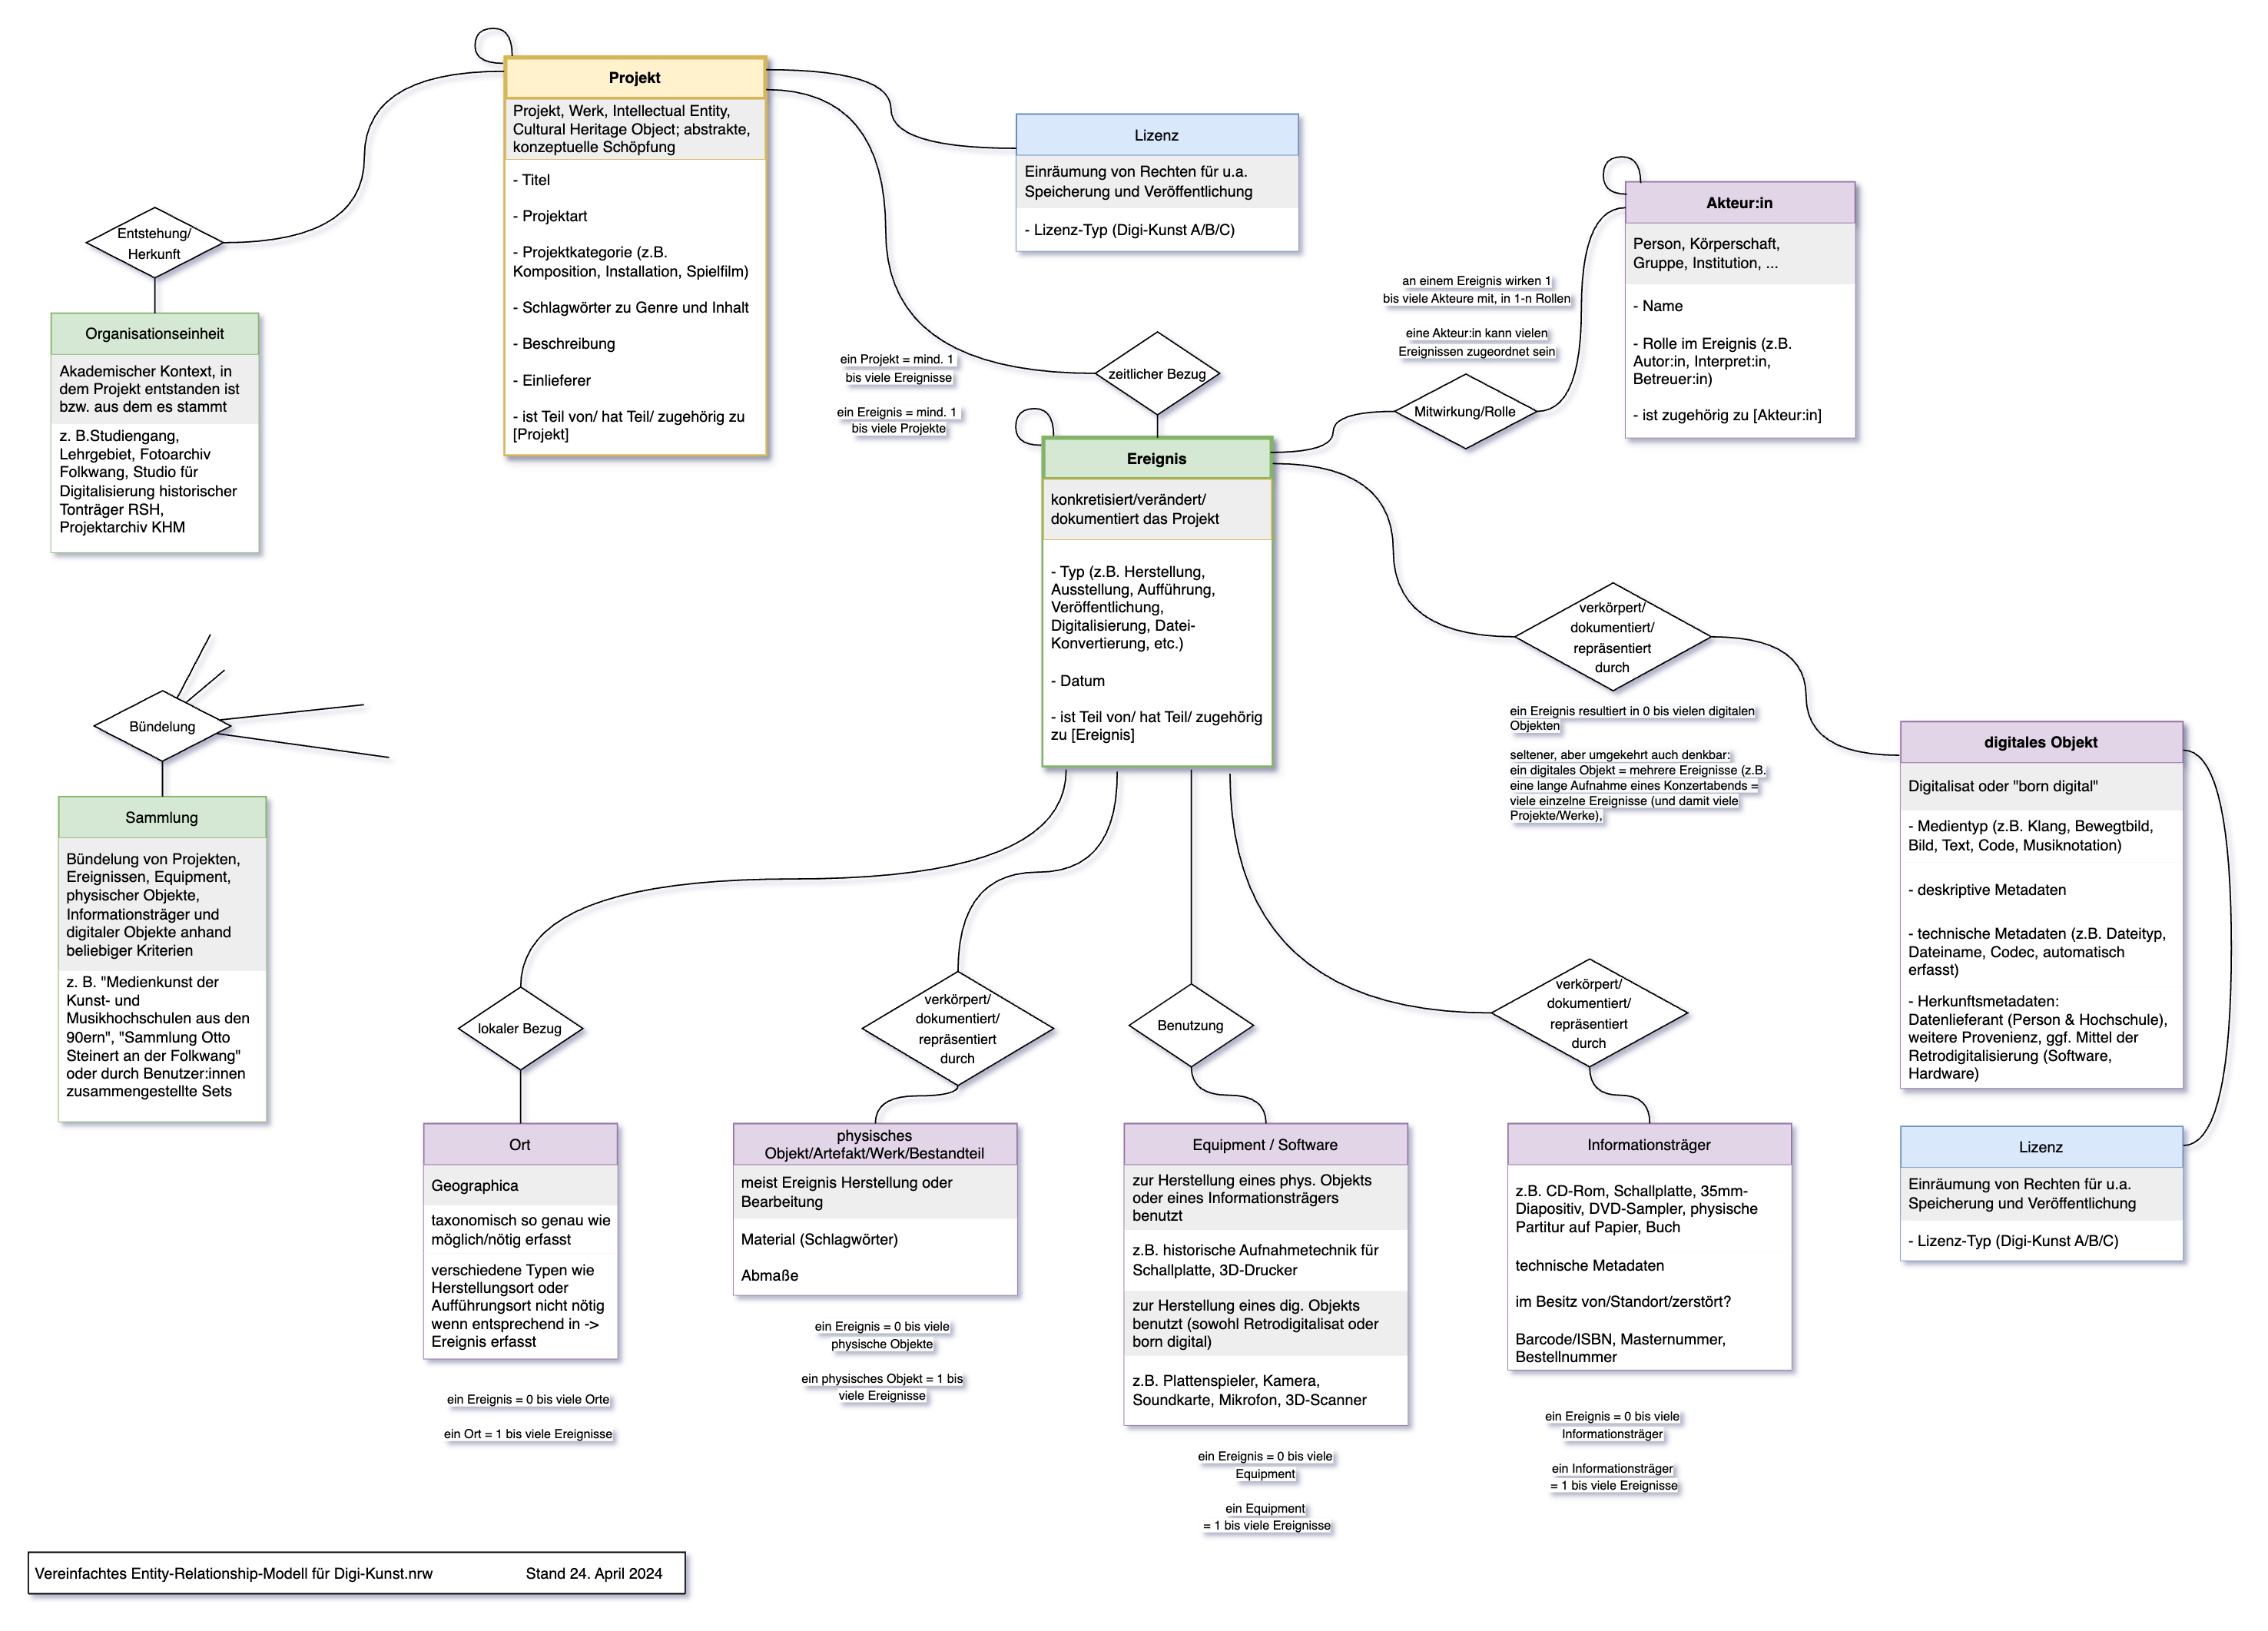 Projekt
Projekt, Werk, Intellectual Entity,
Cultural Heritage Object; abstrakte,
konzeptuelle Schöpfung
- Titel
- Projektart
- Projektkategorie (z.B.
Komposition, Installation, Spielfilm)
- Schlagwörter zu Genre und Inhalt
- Beschreibung
- Einlieferer
- ist Teil von/ hat Teil/ zugehörig zu
[Projekt]
Lizenz
Einräumung von Rechten für u.a.
Speicherung und Veröffentlichung
- Lizenz-Typ (Digi-Kunst A/B/C)
Akteur:in
Person, Körperschaft,
Gruppe, Institution, ...
- Name
- Rolle im Ereignis (z.B.
Autor:in, Interpret:in,
Betreuer:in)
- ist zugehörig zu [Akteur:in]
an einem Ereignis wirken 1
bis viele Akteure mit, in 1-n Rollen
eine Akteur:in kann vielen
Ereignissen zugeordnet sein
Mitwirkung/Rolle
Entstehung/
Herkunft
Organisationseinheit
Akademischer Kontext, in
dem Projekt entstanden ist
bzw. aus dem es stammt
z. B.Studiengang,
Lehrgebiet, Fotoarchiv
Folkwang, Studio für
Digitalisierung historischer
Tonträger RSH,
Projektarchiv KHM
ein Projekt = mind. 1
bis viele Ereignisse
ein Ereignis = mind. 1
bis viele Projekte
zeitlicher Bezug
Ereignis
konkretisiert/verändert/
dokumentiert das Projekt
- Typ (z.B. Herstellung,
Ausstellung, Aufführung,
Veröffentlichung,
Digitalisierung, Datei-
Konvertierung, etc.)
- Datum
- ist Teil von/ hat Teil/ zugehörig
zu [Ereignis]
verkörpert/
dokumentiert/
repräsentiert
durch
ein Ereignis resultiert in 0 bis vielen digitalen
Objekten
seltener, aber umgekehrt auch denkbar:
ein digitales Objekt = mehrere Ereignisse (z.B.
eine lange Aufnahme eines Konzertabends =
viele einzelne Ereignisse (und damit viele
Projekte/Werke),
digitales Objekt
Digitalisat oder "born digital"
- Medientyp (z.B. Klang, Bewegtbild,
Bild, Text, Code, Musiknotation)
- deskriptive Metadaten
- technische Metadaten (z.B. Dateityp,
Dateiname, Codec, automatisch
erfasst)
- Herkunftsmetadaten:
Datenlieferant (Person & Hochschule),
weitere Provenienz, ggf. Mittel der
Retrodigitalisierung (Software,
Hardware)
Lizenz
Einräumung von Rechten für u.a.
Speicherung und Veröffentlichung
- Lizenz-Typ (Digi-Kunst A/B/C)
Bündelung
Sammlung
Bündelung von Projekten,
Ereignissen, Equipment,
physischer Objekte,
Informationsträger und
digitaler Objekte anhand
beliebiger Kriterien
z. B. "Medienkunst der
Kunst- und
Musikhochschulen aus den
90ern", "Sammlung Otto
Steinert an der Folkwang"
oder durch Benutzer:innen
zusammengestellte Sets
lokaler Bezug
Ort
Geographica
taxonomisch so genau wie
möglich/nötig erfasst
verschiedene Typen wie
Herstellungsort oder
Aufführungsort nicht nötig
wenn entsprechend in ->
Ereignis erfasst
ein Ereignis = 0 bis viele Orte
ein Ort = 1 bis viele Ereignisse
verkörpert/
dokumentiert/
repräsentiert
durch
physisches
Objekt/Artefakt/Werk/Bestandteil
meist Ereignis Herstellung oder
Bearbeitung
Material (Schlagwörter)
Abmaße
ein Ereignis = 0 bis viele
physische Objekte
ein physisches Objekt = 1 bis
viele Ereignisse
Benutzung
Equipment / Software
zur Herstellung eines phys. Objekts
oder eines Informationsträgers
benutzt
z.B. historische Aufnahmetechnik für
Schallplatte, 3D-Drucker
zur Herstellung eines dig. Objekts
benutzt (sowohl Retrodigitalisat oder
born digital)
z.B. Plattenspieler, Kamera,
Soundkarte, Mikrofon, 3D-Scanner
ein Ereignis = 0 bis viele
Equipment
ein Equipment
= 1 bis viele Ereignisse
verkörpert/
dokumentiert/
repräsentiert
durch
Informationsträger
z.B. CD-Rom, Schallplatte, 35mm-
Diapositiv, DVD-Sampler, physische
Partitur auf Papier, Buch
technische Metadaten
im Besitz von/Standort/zerstört?
Barcode/ISBN, Masternummer,
Bestellnummer
ein Ereignis = 0 bis viele
Informationsträger
ein Informationsträger
= 1 bis viele Ereignisse
Vereinfachtes Entity-Relationship-Modell für Digi-Kunst.nrw Stand 24. April 2024